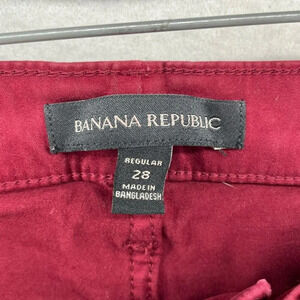 BANANA REPUBLIC
REGULAR
28
MADE IN
BANGLADESH